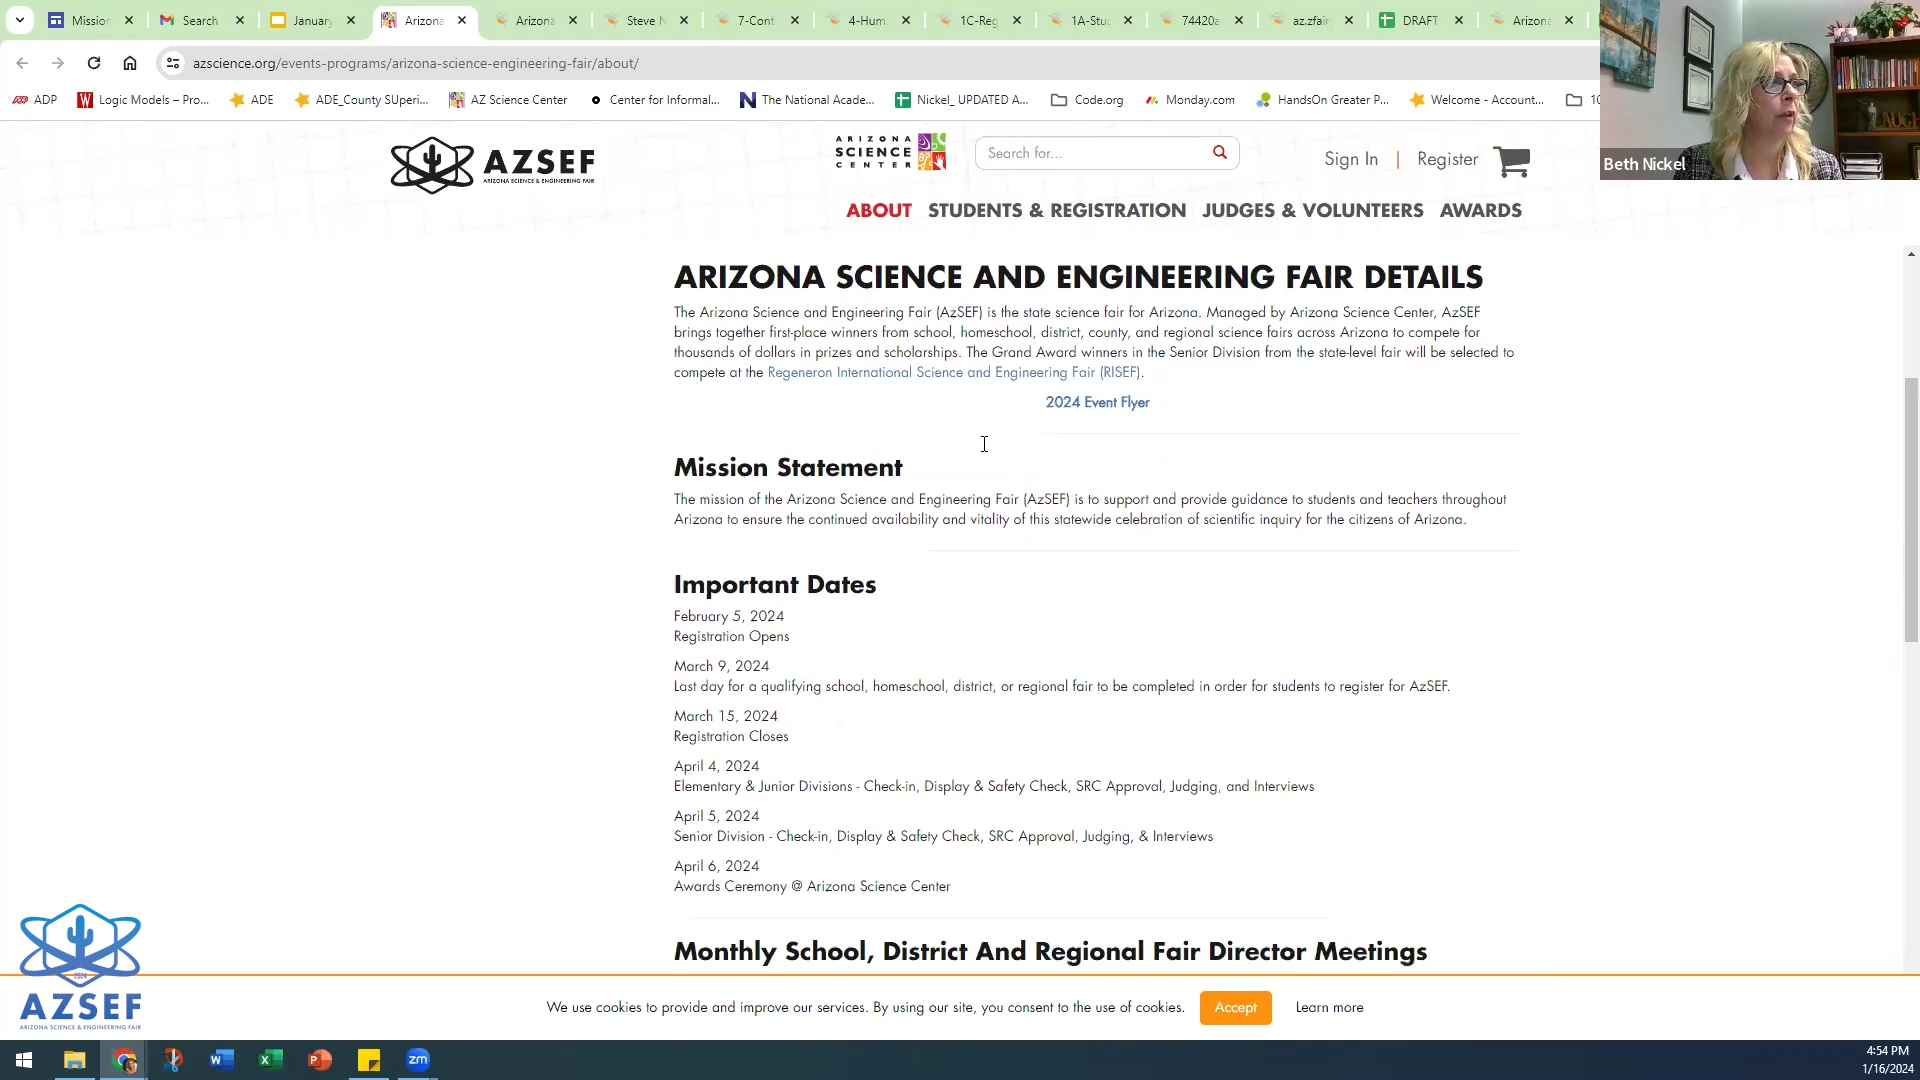 Mission
Search
January
Arizona
Arizona
Steve N
7-Cont
4-Hum
1C-Reg
1A-Stu
74420
az.zfair
DRAFT
Arizona
azscience.org/events-programs/arizona-science-engineering-fair/about/
ADP
Logic Models – Pro...
ADE
ADE_County SUperi...
AZ Science Center
Center for Informal...
The National Acade...
Nickel_ UPDATED A...
Code.org
Monday.com
HandsOn Greater P...
Welcome - Account...
10
Beth Nickel
AZSEF
ARIZONA SCIENCE & ENGINEERING FAIR
ARIZONA
SCIENCE
CENTER
Search for...
Sign In | Register
ABOUT STUDENTS & REGISTRATION JUDGES & VOLUNTEERS AWARDS
ARIZONA SCIENCE AND ENGINEERING FAIR DETAILS
The Arizona Science and Engineering Fair (AzSEF) is the state science fair for Arizona. Managed by Arizona Science Center, AzSEF
brings together first-place winners from school, homeschool, district, county, and regional science fairs across Arizona to compete for
thousands of dollars in prizes and scholarships. The Grand Award winners in the Senior Division from the state-level fair will be selected to
compete at the Regeneron International Science and Engineering Fair (RISEF).
2024 Event Flyer
Mission Statement
The mission of the Arizona Science and Engineering Fair (AzSEF) is to support and provide guidance to students and teachers throughout
Arizona to ensure the continued availability and vitality of this statewide celebration of scientific inquiry for the citizens of Arizona.
Important Dates
February 5, 2024
Registration Opens
March 9, 2024
Last day for a qualifying school, homeschool, district, or regional fair to be completed in order for students to register for AzSEF.
March 15, 2024
Registration Closes
April 4, 2024
Elementary & Junior Divisions - Check-in, Display & Safety Check, SRC Approval, Judging, and Interviews
April 5, 2024
Senior Division - Check-in, Display & Safety Check, SRC Approval, Judging, & Interviews
April 6, 2024
Awards Ceremony @ Arizona Science Center
Monthly School, District And Regional Fair Director Meetings
2024
AZSEF
ARIZONA SCIENCE & ENGINEERING FAIR
We use cookies to provide and improve our services. By using our site, you consent to the use of cookies.
Accept
Learn more
zm
4:54 PM
1/16/2024